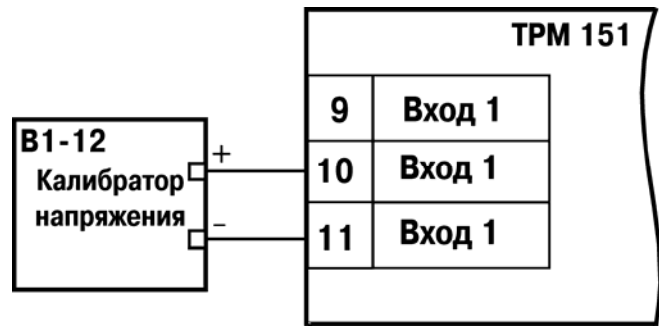 ТРМ 151
9 Вход 1
В1-12
+
Калибратор
10 Вход 1
напряжения
–
11 Вход 1